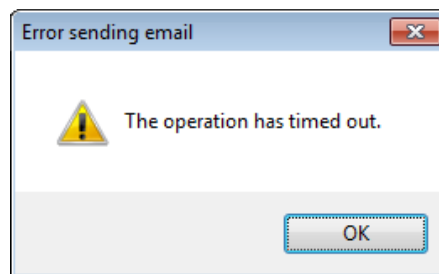 Error sending email
The operation has timed out.
OK